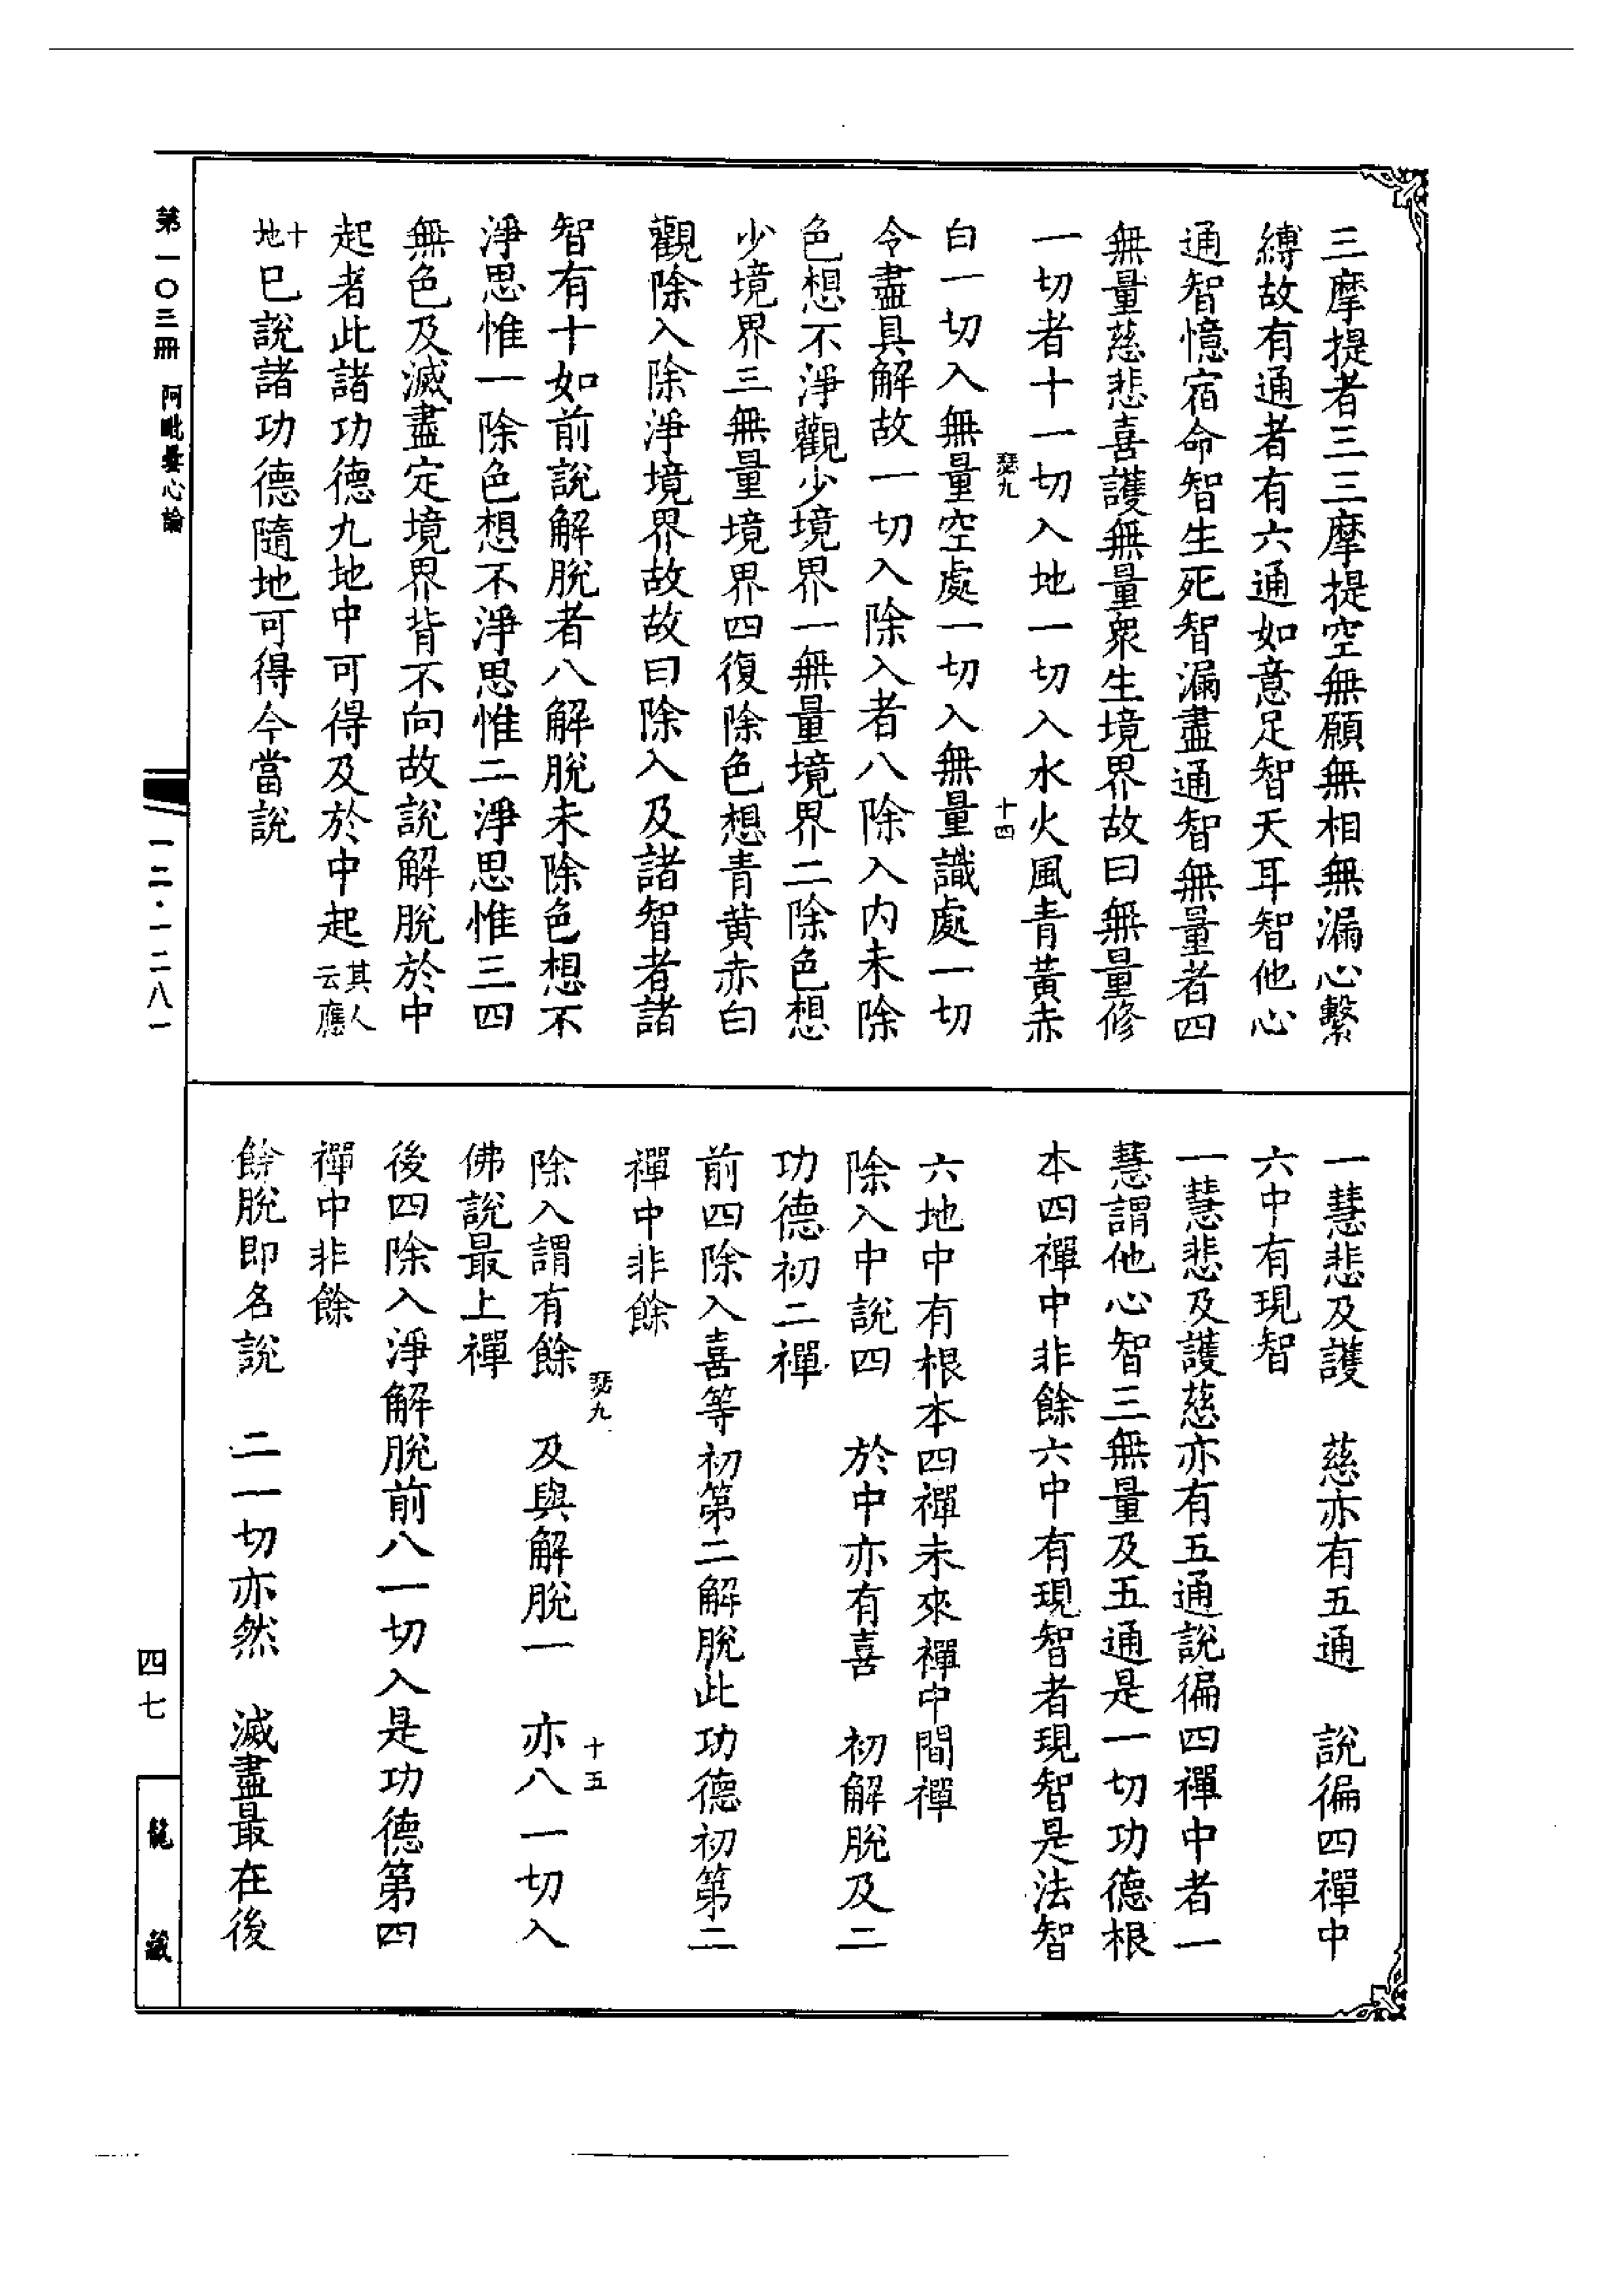 三摩提者三三摩提空無願無相無漏心繫
縛故有通者有六通如意足智天耳智他心
通智憶宿命智生死智漏盡通智無量者四
無量慈悲喜護無量眾生境界故曰無量修
一切者十一切入地一切入水火風青黃赤
瑟九
十四
白一切入無量空處一切入無量識處一切
令盡具解故一切入除入者八除入內未除
色想不淨觀少境界一無量境界二除色想
少境界三無量境界四復除色想青黃赤白
觀除入除淨境界故故曰除入及諸智者諸
智有十如前說解脫者八解脫未除色想不
淨思惟一除色想不淨思惟二淨思惟三四
無色及滅盡定境界背不向故說解脫於中
起者此諸功德九地中可得及於中起其人云應
十地已說諸功德隨地可得今當說
一慧悲及護　慈亦有五通　說徧四禪中
六中有現智
一慧悲及護慈亦有五通說徧四禪中者一
慧謂他心智三無量及五通是一切功德根
本四禪中非餘六中有現智者現智是法智
六地中有根本四禪未來禪中間禪
除入中說四　於中亦有喜　初解脫及二
功德初二禪
前四除入喜等初第二解脫此功德初第二
禪中非餘
瑟九
十五
除入謂有餘　及與解脫一　亦八一切入
佛說最上禪
後四除入淨解脫前八一切入是功德第四
禪中非餘
餘脫即名說　二一切亦然　滅盡最在後
第一〇三冊　阿毗曇心論
一二·一二八一
四七
龍藏